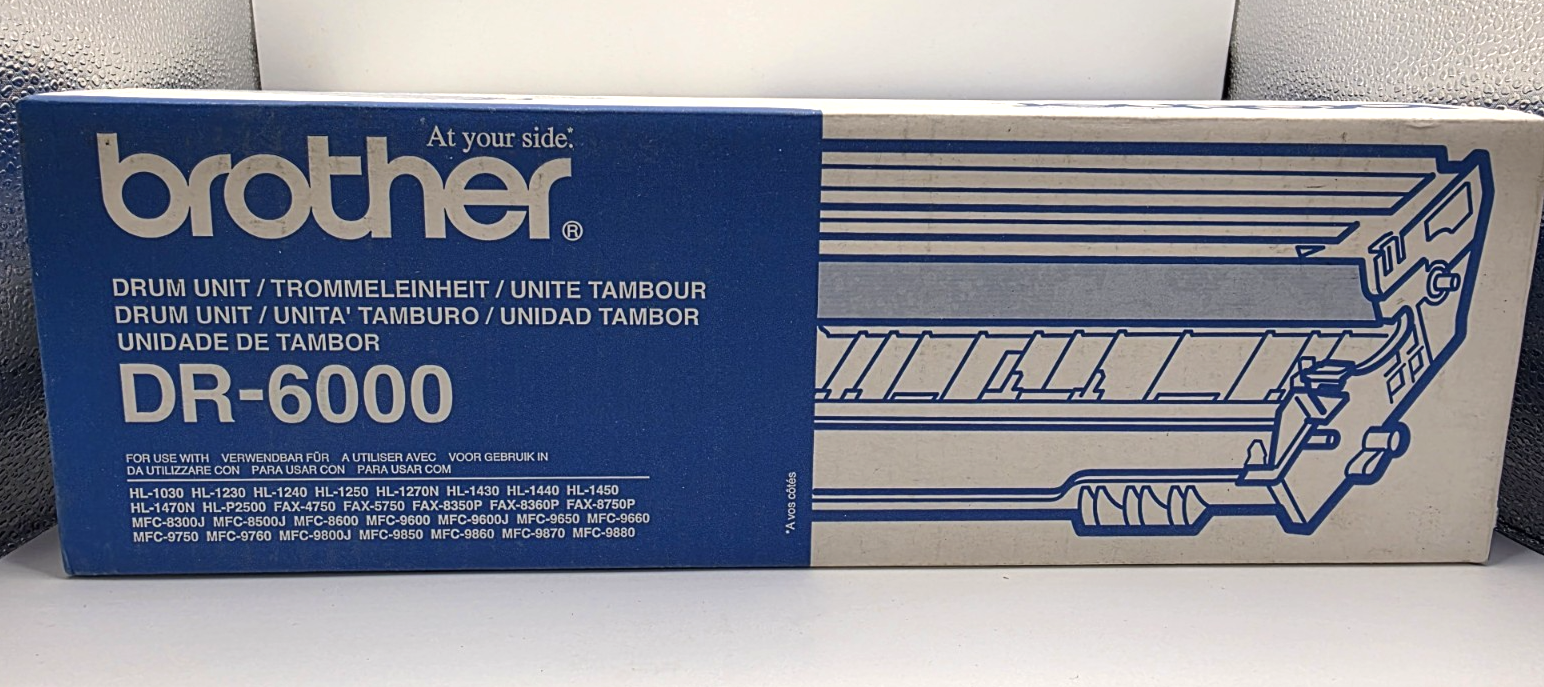 At your side.*
brother®
DRUM UNIT / TROMMELEINHEIT / UNITE TAMBOUR
DRUM UNIT / UNITA' TAMBURO / UNIDAD TAMBOR
UNIDADE DE TAMBOR
DR-6000
FOR USE WITH VERWENDBAR FÜR A UTILISER AVEC VOOR GEBRUIK IN
DA UTILIZZARE CON PARA USAR CON PARA USAR COM
HL-1030 HL-1230 HL-1240 HL-1250 HL-1270N HL-1430 HL-1440 HL-1450
HL-1470N HL-P2500 FAX-4750 FAX-5750 FAX-8350P FAX-8360P FAX-8750P
MFC-8300J MFC-8500J MFC-8600 MFC-9600 MFC-9600J MFC-9650 MFC-9660
MFC-9750 MFC-9760 MFC-9800J MFC-9850 MFC-9860 MFC-9870 MFC-9880
*A vos côtés